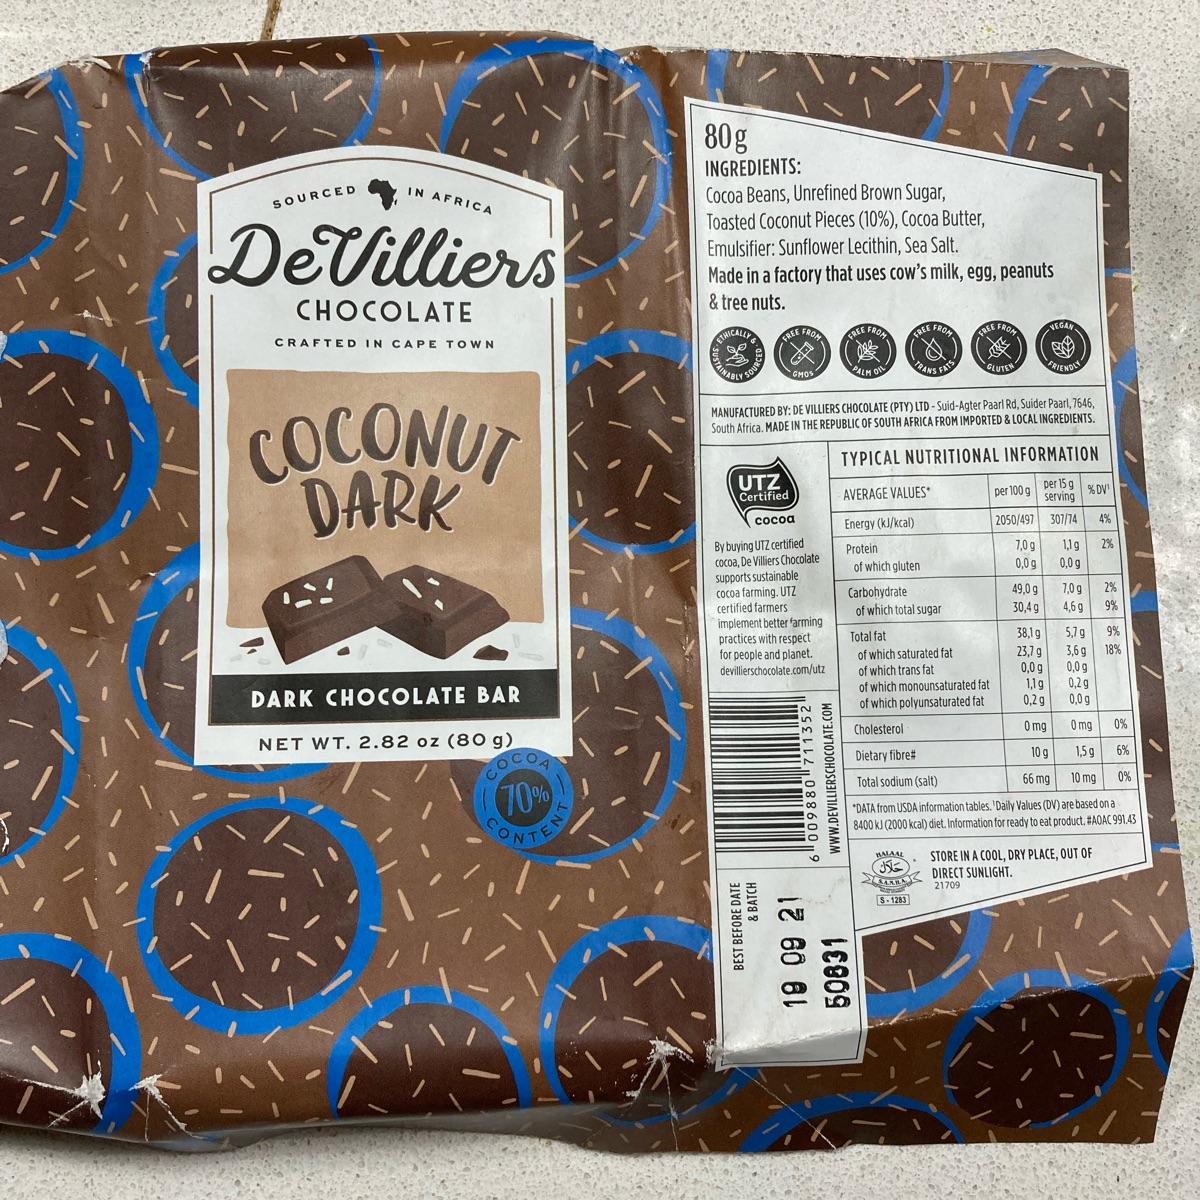 SOURCED IN AFRICA
DeVilliers
CHOCOLATE
CRAFTED IN CAPE TOWN
COCONUT
DARK
DARK CHOCOLATE BAR
NET WT. 2.82 oz (80 g)
COCOA
70%
CONTENT
80g
INGREDIENTS:
Cocoa Beans, Unrefined Brown Sugar,
Toasted Coconut Pieces (10%), Cocoa Butter,
Emulsifier: Sunflower Lecithin, Sea Salt.
Made in a factory that uses cow's milk, egg, peanuts
& tree nuts.
ETHICALLY & SUSTAINABLY SOURCED
FREE FROM GMOs
FREE FROM PALM OIL
FREE FROM TRANS FATS
FREE FROM GLUTEN
VEGAN FRIENDLY
MANUFACTURED BY: DE VILLIERS CHOCOLATE (PTY) LTD - Suid-Agter Paarl Rd, Suider Paarl, 7646,
South Africa. MADE IN THE REPUBLIC OF SOUTH AFRICA FROM IMPORTED & LOCAL INGREDIENTS.
UTZ
Certified
cocoa
By buying UTZ certified
cocoa, De Villiers Chocolate
supports sustainable
cocoa farming. UTZ
certified farmers
implement better farming
practices with respect
for people and planet.
devillierschocolate.com/utz
TYPICAL NUTRITIONAL INFORMATION
AVERAGE VALUES* per 100 g per 15 g serving % DV¹
Energy (kJ/kcal) 2050/497 307/74 4%
Protein 7,0 g 1,1 g 2%
of which gluten 0,0 g 0,0 g
Carbohydrate 49,0 g 7,0 g 2%
of which total sugar 30,4 g 4,6 g 9%
Total fat 38,1 g 5,7 g 9%
of which saturated fat 23,7 g 3,6 g 18%
of which trans fat 0,0 g 0,0 g
of which monounsaturated fat 1,1 g 0,2 g
of which polyunsaturated fat 0,2 g 0,0 g
Cholesterol 0 mg 0 mg 0%
Dietary fibre# 10 g 1,5 g 6%
Total sodium (salt) 66 mg 10 mg 0%
*DATA from USDA information tables. ¹Daily Values (DV) are based on a
8400 kJ (2000 kcal) diet. Information for ready to eat product. #AOAC 991.43
6 009880 711352
WWW.DEVILLIERSCHOCOLATE.COM
HALAAL
S.A.N.H.A.
S - 1283
STORE IN A COOL, DRY PLACE, OUT OF
DIRECT SUNLIGHT.
21709
BEST BEFORE DATE
& BATCH
19 09 21
50831